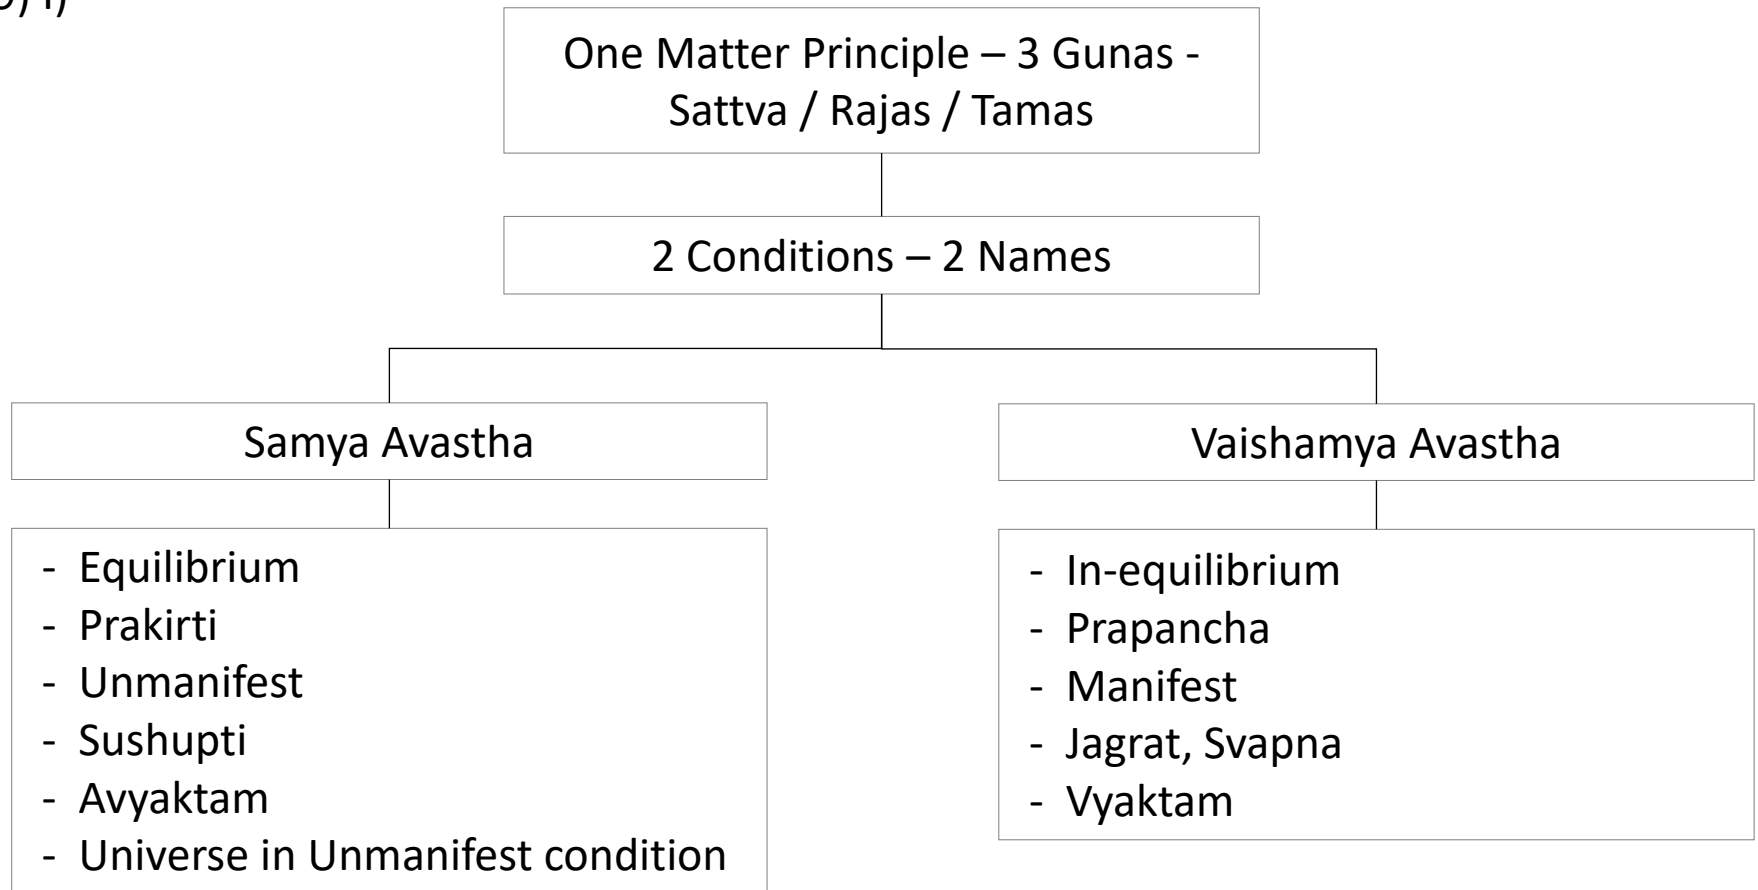 One Matter Principle – 3 Gunas -
Sattva / Rajas / Tamas
2 Conditions – 2 Names
Samya Avastha
Vaishamya Avastha
- Equilibrium
- Prakirti
- Unmanifest
- Sushupti
- Avyaktam
- Universe in Unmanifest condition
- In-equilibrium
- Prapancha
- Manifest
- Jagrat, Svapna
- Vyaktam